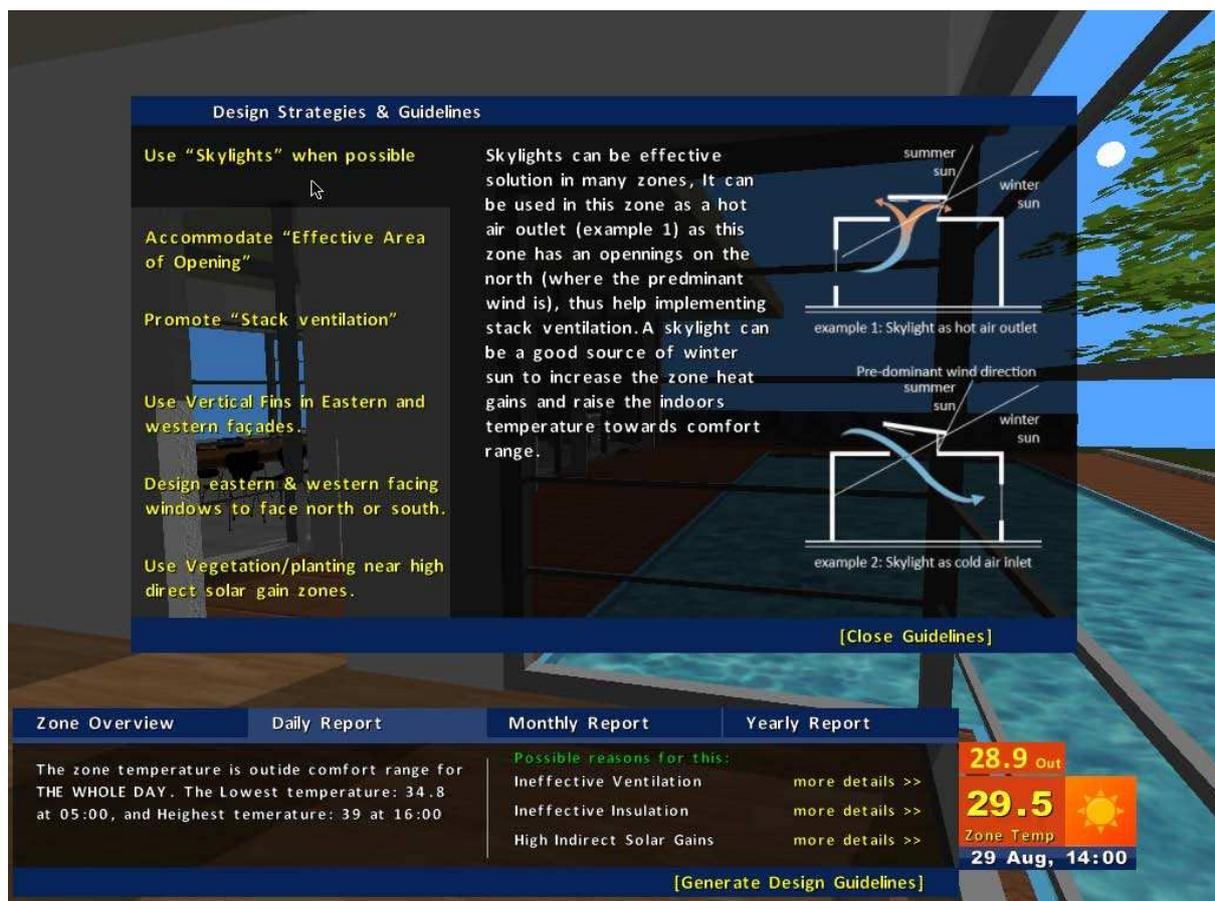 Design Strategies & Guidelines
Use “Skylights” when possible
Accommodate “Effective Area
of Opening”
Promote “Stack ventilation”
Use Vertical Fins in Eastern and
western façades.
Design eastern & western facing
windows to face north or south.
Use Vegetation/planting near high
direct solar gain zones.
Skylights can be effective
solution in many zones, It can
be used in this zone as a hot
air outlet (example 1) as this
zone has an opennings on the
north (where the predminant
wind is), thus help implementing
stack ventilation. A skylight can
be a good source of winter
sun to increase the zone heat
gains and raise the indoors
temperature towards comfort
range.
summer
sun
winter
sun
example 1: Skylight as hot air outlet
Pre-dominant wind direction
summer
sun
winter
sun
example 2: Skylight as cold air inlet
[Close Guidelines]
Zone Overview
Daily Report
Monthly Report
Yearly Report
The zone temperature is outide comfort range for
THE WHOLE DAY. The Lowest temperature: 34.8
at 05:00, and Heighest temerature: 39 at 16:00
Possible reasons for this:
Ineffective Ventilation more details >>
Ineffective Insulation more details >>
High Indirect Solar Gains more details >>
[Generate Design Guidelines]
28.9 Out
29.5
Zone Temp
29 Aug, 14:00